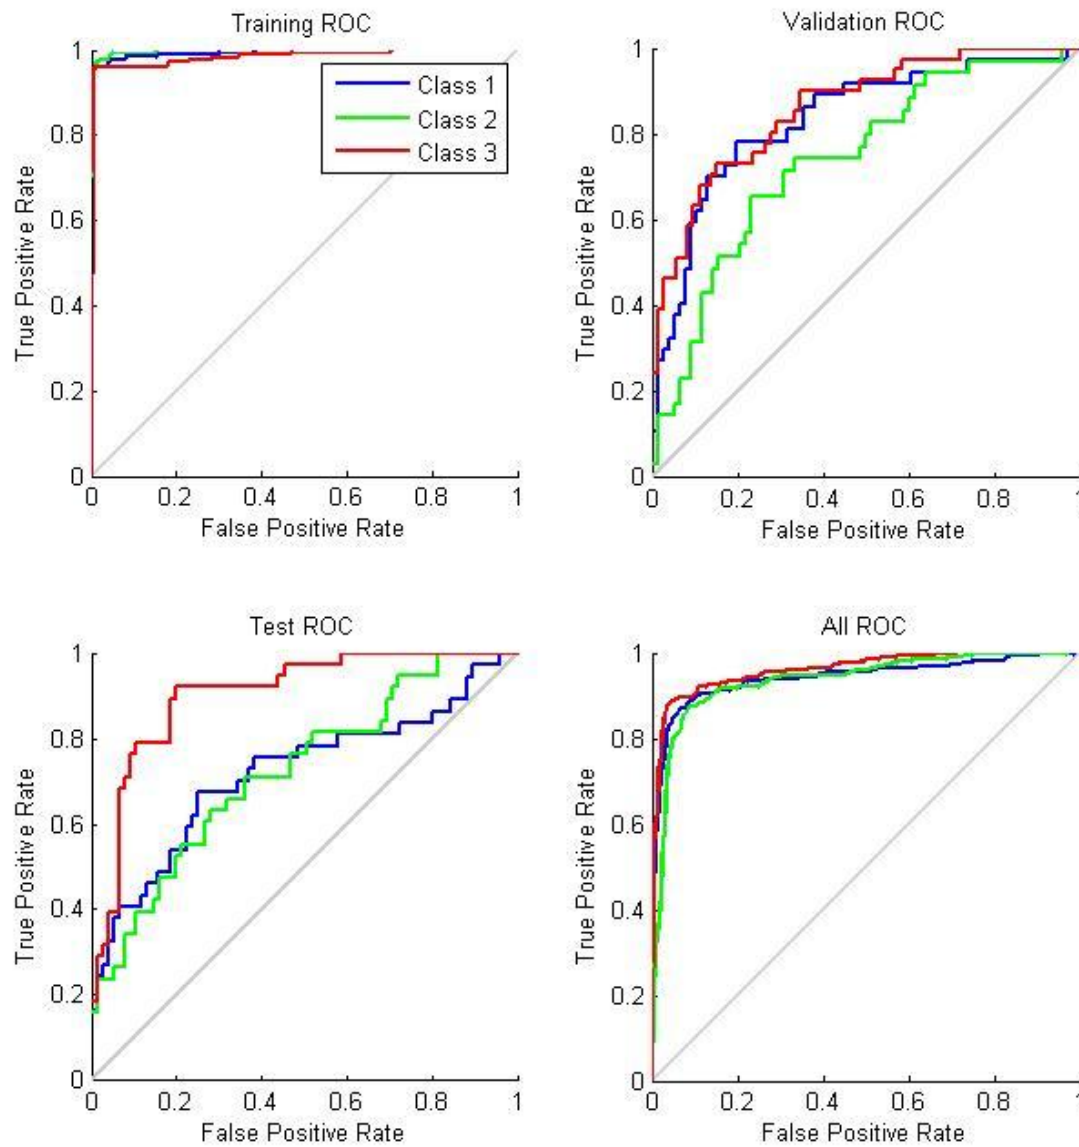 Training ROC
1
0.8
0.6
0.4
0.2
0
True Positive Rate
Class 1
Class 2
Class 3
0 0.2 0.4 0.6 0.8 1
False Positive Rate
Validation ROC
1
0.8
0.6
0.4
0.2
0
True Positive Rate
0 0.2 0.4 0.6 0.8 1
False Positive Rate
Test ROC
1
0.8
0.6
0.4
0.2
0
True Positive Rate
0 0.2 0.4 0.6 0.8 1
False Positive Rate
All ROC
1
0.8
0.6
0.4
0.2
0
True Positive Rate
0 0.2 0.4 0.6 0.8 1
False Positive Rate